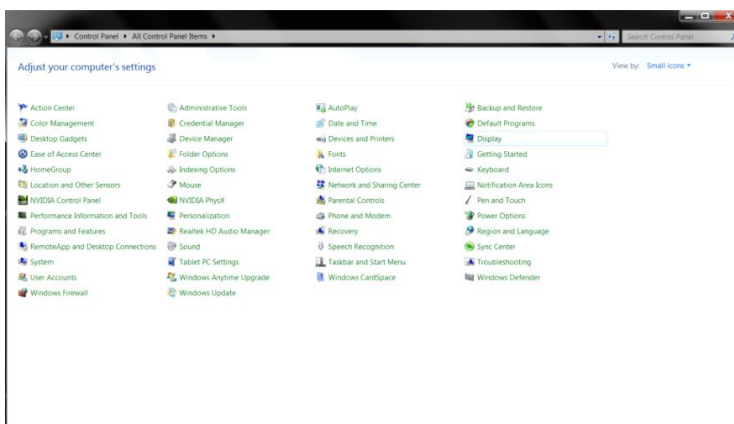 Control Panel ▸ All Control Panel Items ▸ Search Control Panel
Adjust your computer's settings View by: Small icons
Action Center Administrative Tools AutoPlay Backup and Restore
Color Management Credential Manager Date and Time Default Programs
Desktop Gadgets Device Manager Devices and Printers Display
Ease of Access Center Folder Options Fonts Getting Started
HomeGroup Indexing Options Internet Options Keyboard
Location and Other Sensors Mouse Network and Sharing Center Notification Area Icons
NVIDIA Control Panel NVIDIA PhysX Parental Controls Pen and Touch
Performance Information and Tools Personalization Phone and Modem Power Options
Programs and Features Realtek HD Audio Manager Recovery Region and Language
RemoteApp and Desktop Connections Sound Speech Recognition Sync Center
System Tablet PC Settings Taskbar and Start Menu Troubleshooting
User Accounts Windows Anytime Upgrade Windows CardSpace Windows Defender
Windows Firewall Windows Update